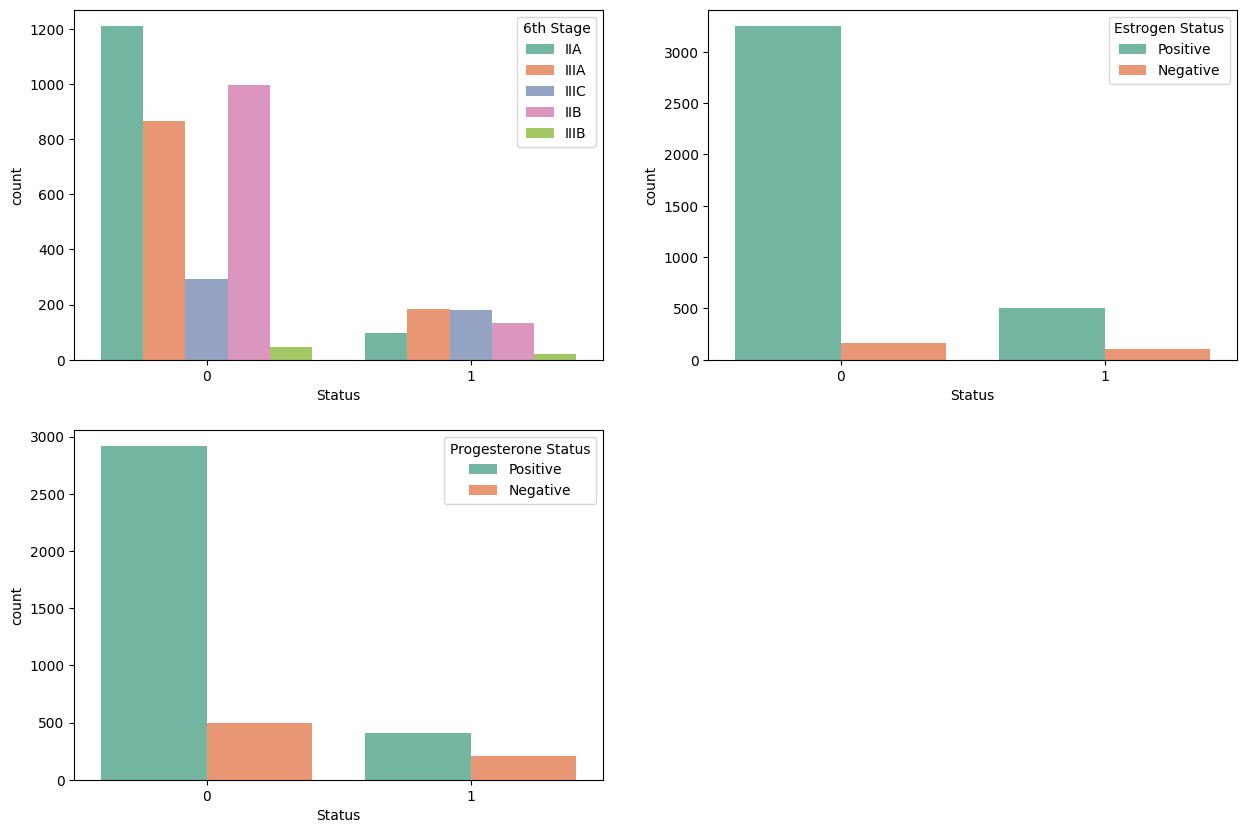 6th Stage
IIA
IIIA
IIIC
IIB
IIIB
1200
1000
800
600
400
200
0
count
0 1
Status
Estrogen Status
Positive
Negative
3000
2500
2000
1500
1000
500
0
count
0 1
Status
Progesterone Status
Positive
Negative
3000
2500
2000
1500
1000
500
0
count
0 1
Status